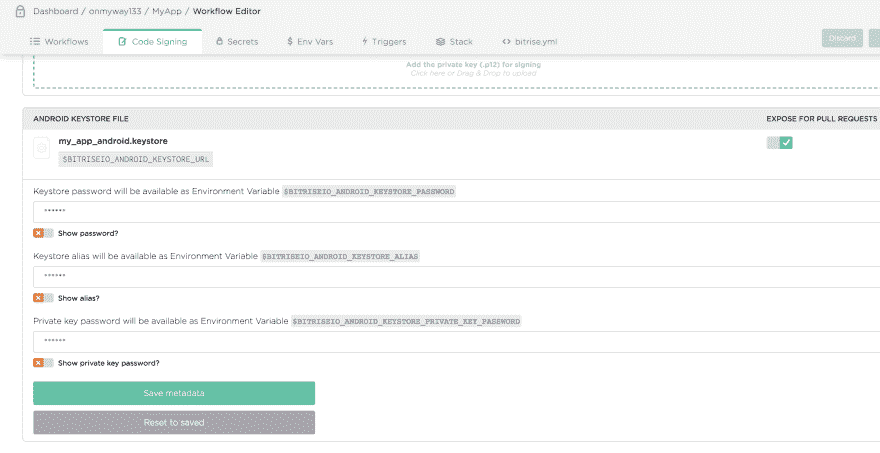 Dashboard / onmyway133 / MyApp / Workflow Editor
Workflows Code Signing Secrets $ Env Vars Triggers Stack <> bitrise.yml Discard
Add the private key (.p12) for signing
Click here or Drag & Drop to upload
ANDROID KEYSTORE FILE EXPOSE FOR PULL REQUESTS
my_app_android.keystore
$BITRISEIO_ANDROID_KEYSTORE_URL
Keystore password will be available as Environment Variable $BITRISEIO_ANDROID_KEYSTORE_PASSWORD
••••••
Show password?
Keystore alias will be available as Environment Variable $BITRISEIO_ANDROID_KEYSTORE_ALIAS
••••••
Show alias?
Private key password will be available as Environment Variable $BITRISEIO_ANDROID_KEYSTORE_PRIVATE_KEY_PASSWORD
••••••
Show private key password?
Save metadata
Reset to saved